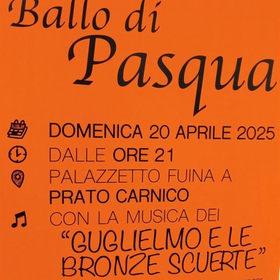 Ballo di
Pasqua
DOMENICA 20 APRILE 2025
DALLE ORE 21
PALAZZETTO FUINA A
PRATO CARNICO
CON LA MUSICA DEI
"GUGLIELMO E LE
BRONZE SCUERTE"